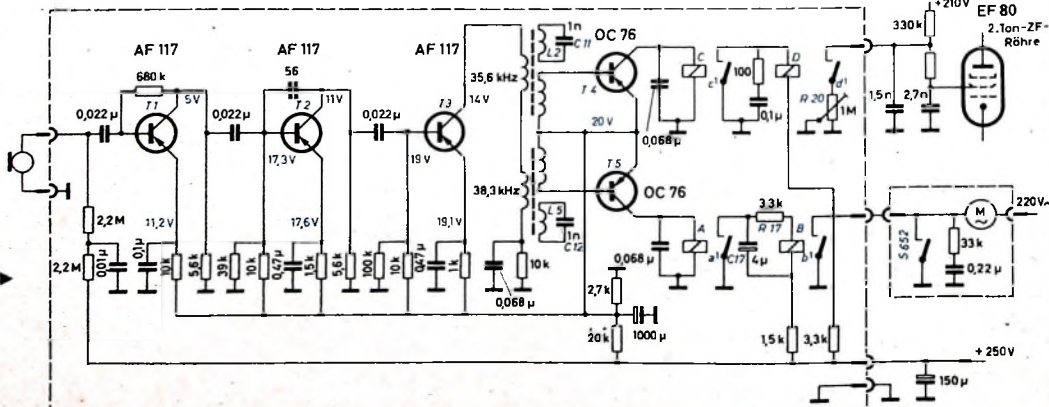 +210V
EF 80
2.Ton-ZF-
Röhre
330k
1n
C11
L2
OC 76
AF 117
AF 117
AF 117
680k
56
35,6 kHz
C
D
100
c¹
d¹
R 20
1M
1,5n
2,7n
T1
5V
T2
11V
T3
14V
T4
0,022µ
0,022µ
0,022µ
20V
0,068µ
0,1µ
17,3V
19V
T5
2,2M
38,3kHz
OC 76
11,2V
17,6V
19,1V
L5
1n
C12
A
3,3k
R 17
B
220V~
M
S652
33k
0,22µ
2,2M
0,01µ
0,1µ
10k
5,6k
39k
10k
0,47µ
1,5k
5,6k
100k
10k
0,47µ
1k
0,068µ
10k
0,068µ
a¹
C17
4µ
b¹
2,7k
20k
1000µ
1,5k
3,3k
+ 250V
150µ